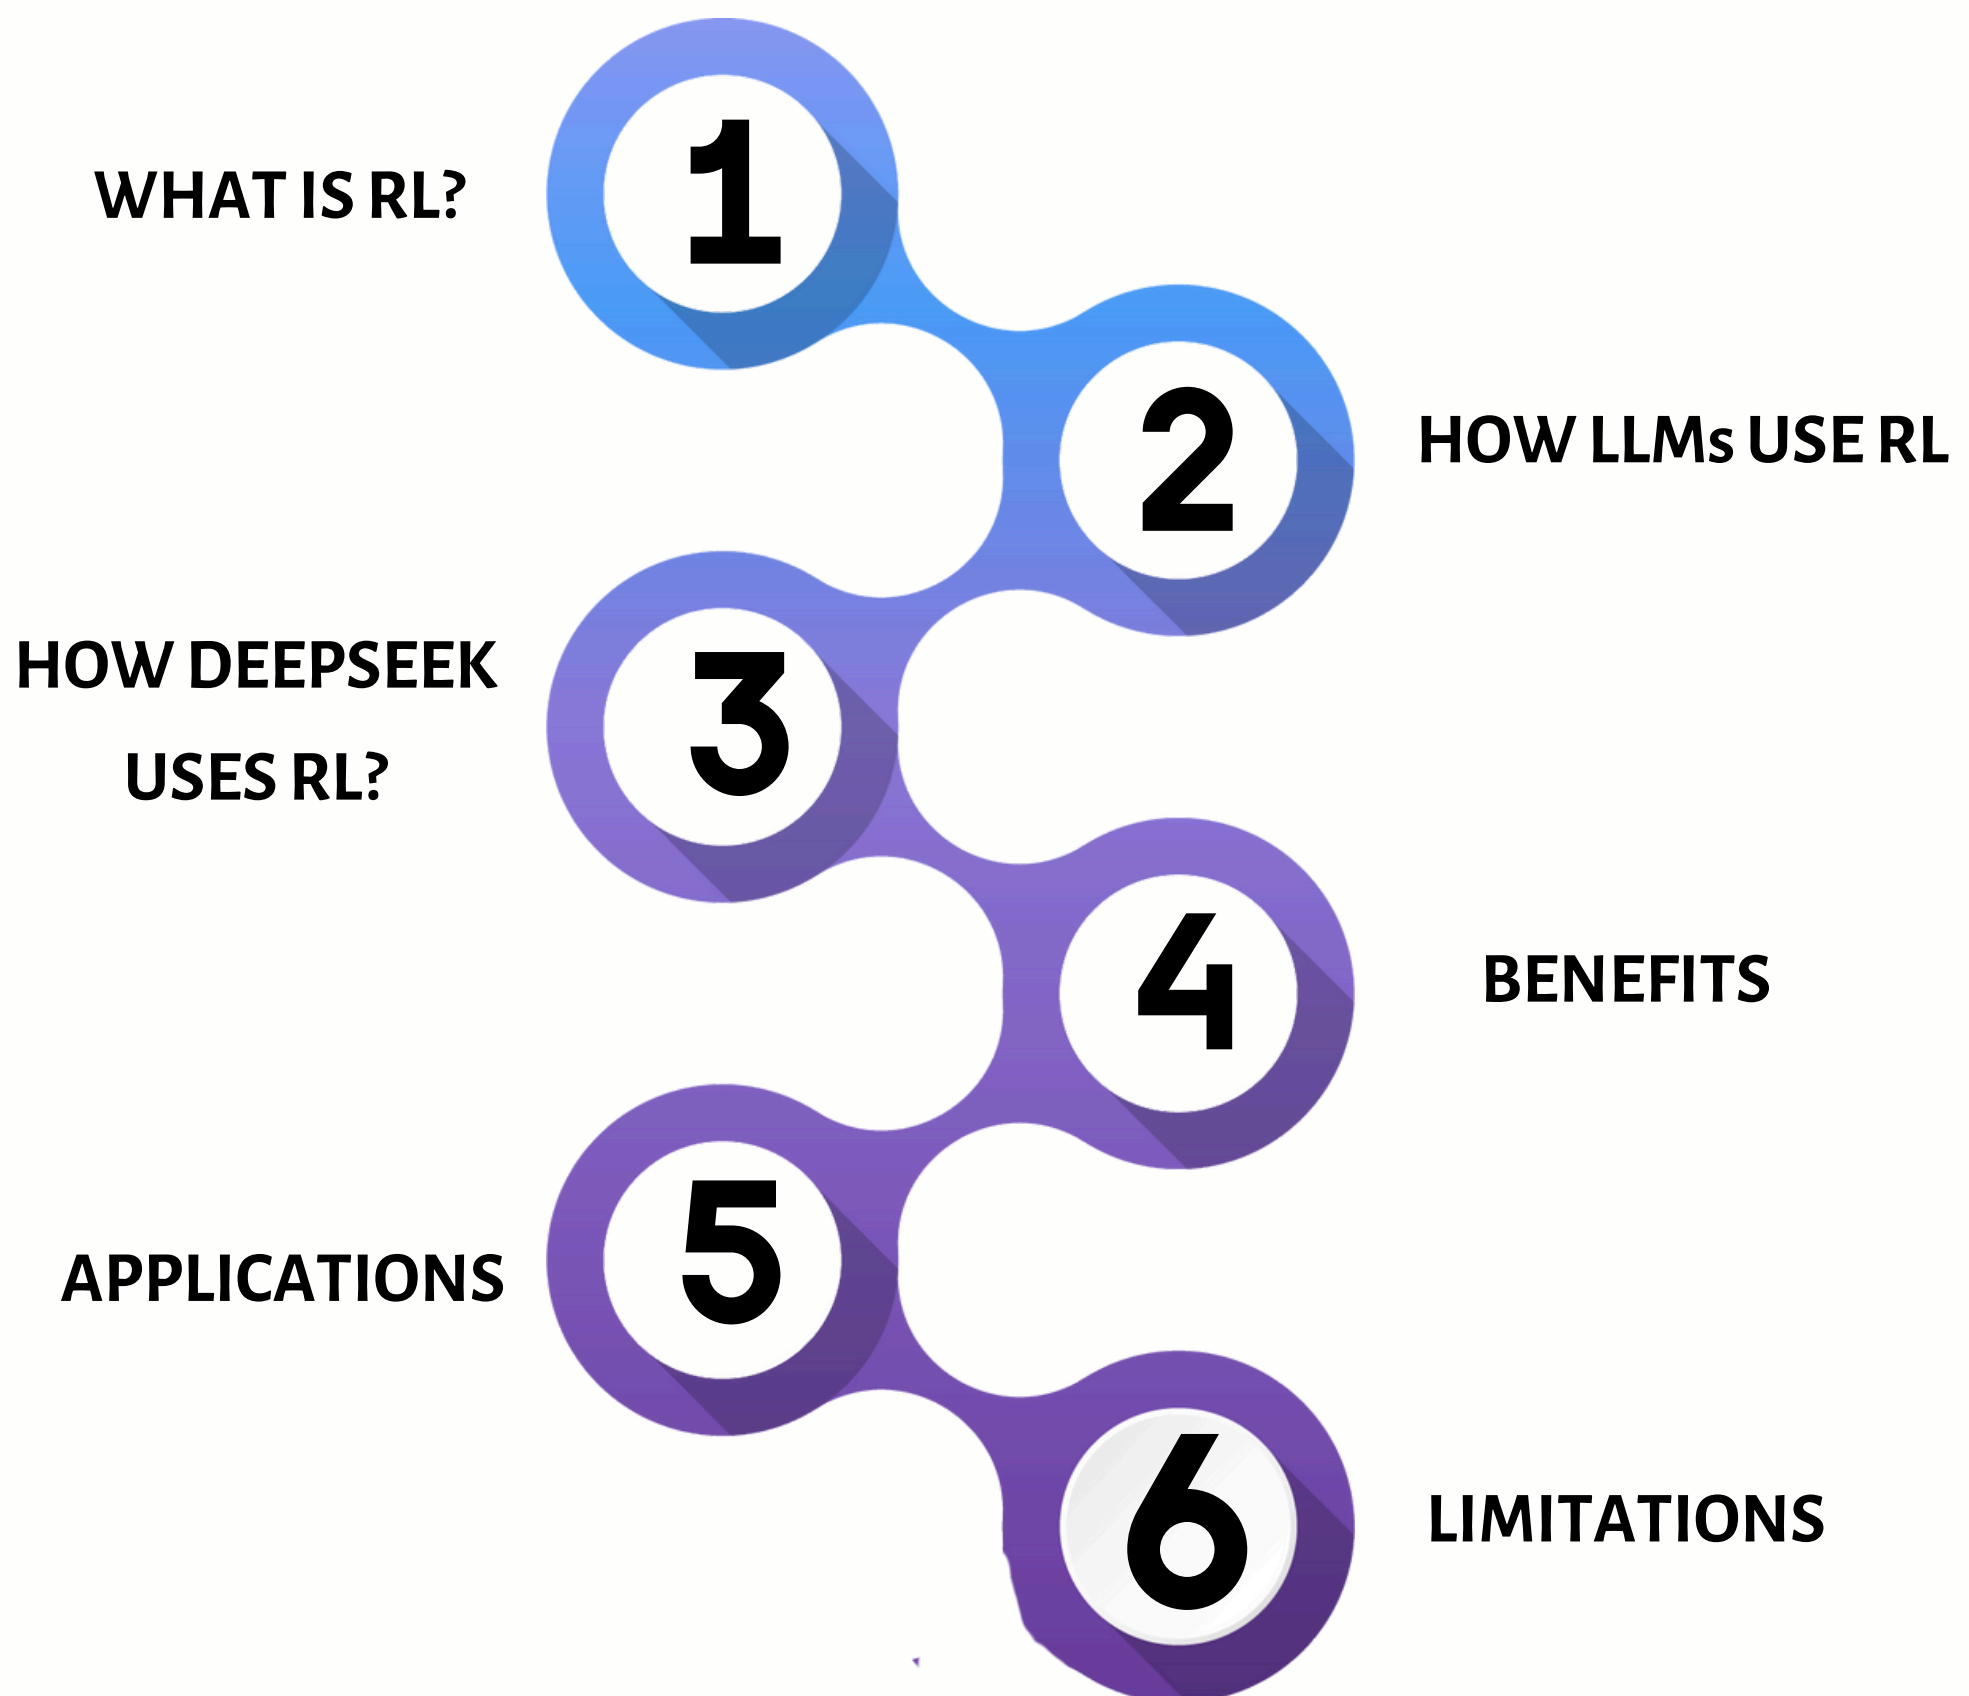 WHAT IS RL?
1
2
HOW LLMs USE RL
HOW DEEPSEEK
USES RL?
3
4
BENEFITS
APPLICATIONS
5
6
LIMITATIONS